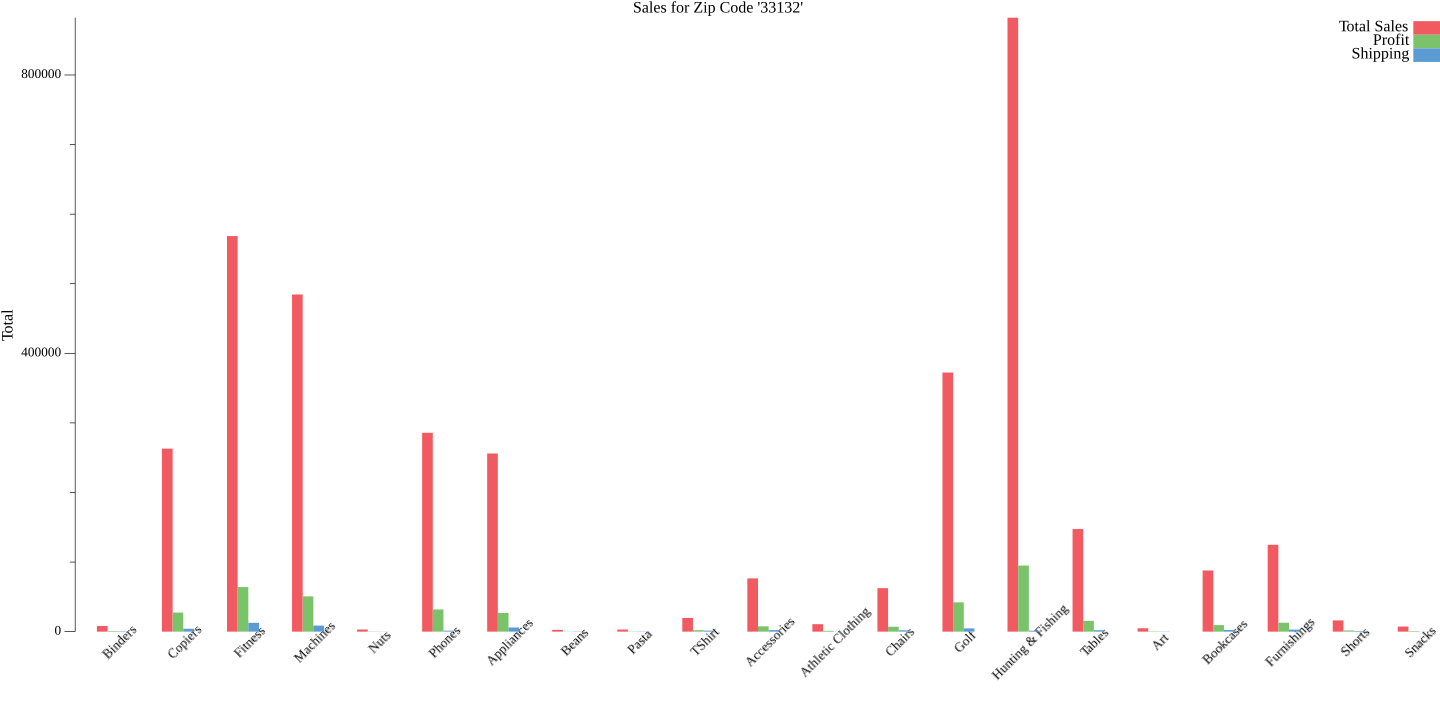 Sales for Zip Code '33132'
Total Sales
Profit
Shipping
800000
400000
0
Total
Binders
Copiers
Fitness
Machines
Nuts
Phones
Appliances
Beans
Pasta
TShirt
Accessories
Athletic Clothing
Chairs
Golf
Hunting & Fishing
Tables
Art
Bookcases
Furnishings
Shorts
Snacks